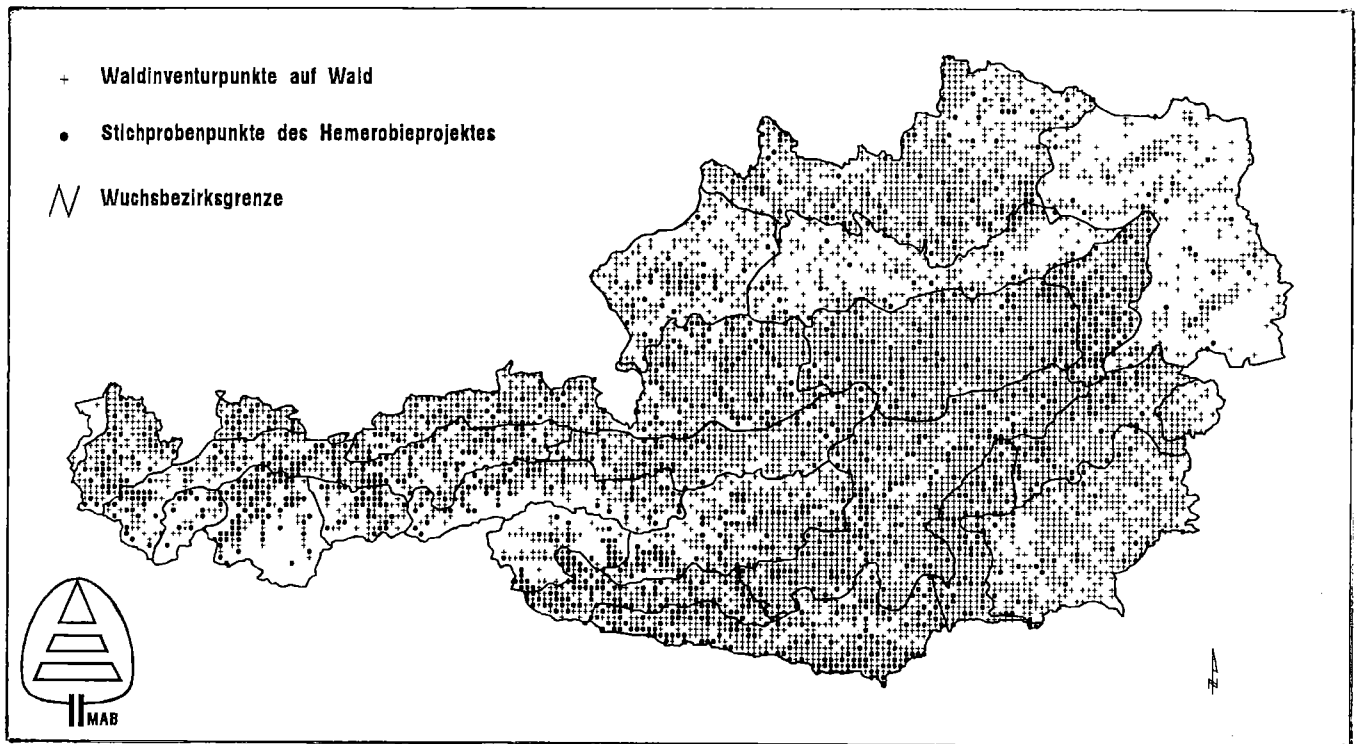 Waldinventurpunkte auf Wald
Stichprobenpunkte des Hemerobieprojektes
Wuchsbezirksgrenze
MAB
N